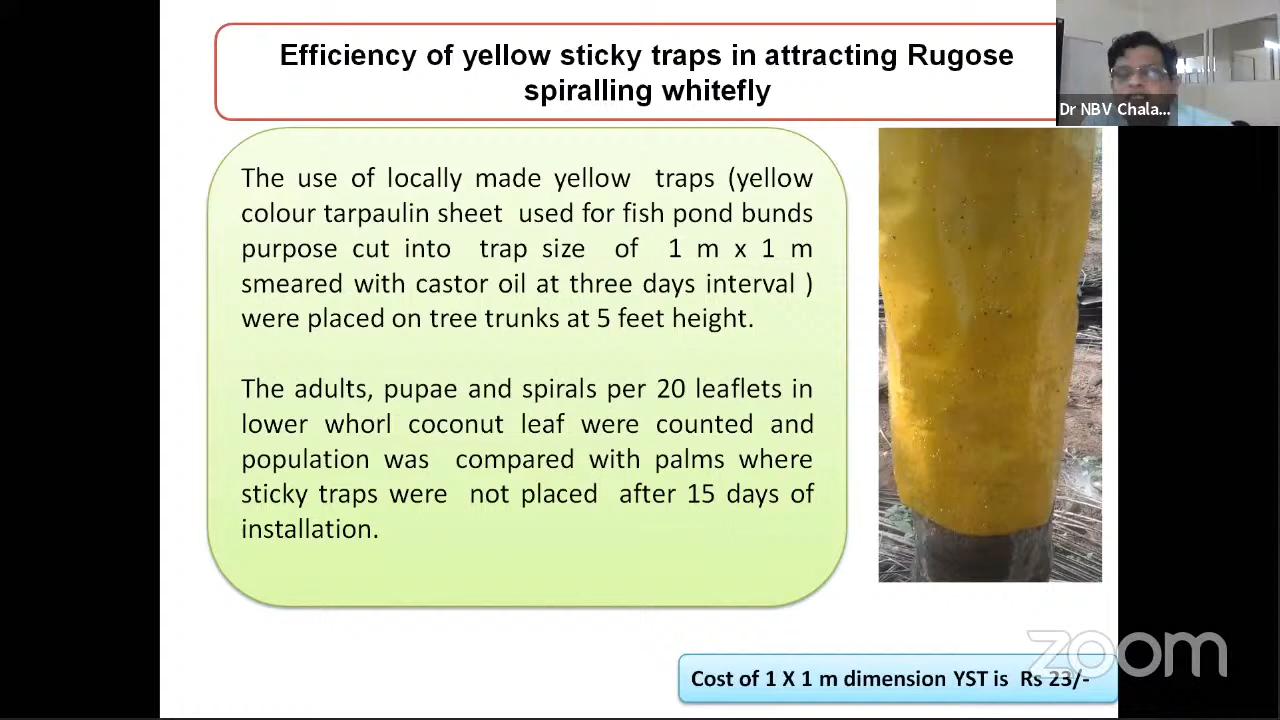 Efficiency of yellow sticky traps in attracting Rugose
spiralling whitefly
Dr NBV Chala...
The use of locally made yellow traps (yellow
colour tarpaulin sheet used for fish pond bunds
purpose cut into trap size of 1 m x 1 m
smeared with castor oil at three days interval )
were placed on tree trunks at 5 feet height.
The adults, pupae and spirals per 20 leaflets in
lower whorl coconut leaf were counted and
population was compared with palms where
sticky traps were not placed after 15 days of
installation.
zoom
Cost of 1 X 1 m dimension YST is Rs 23/-